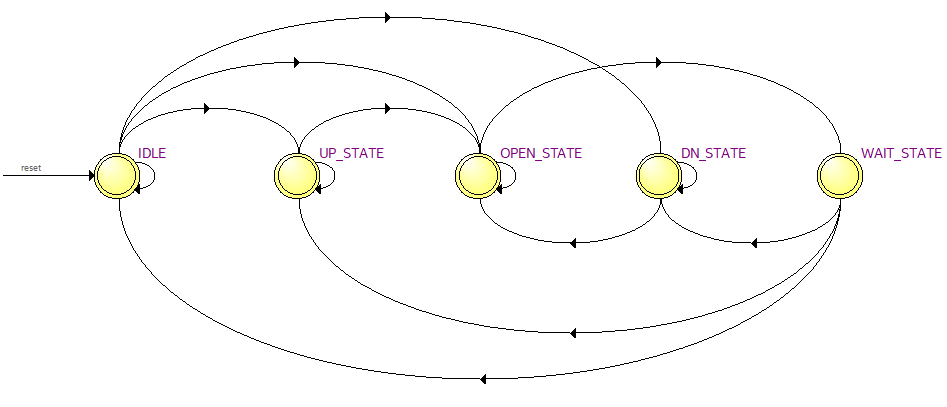 IDLE
UP_STATE
OPEN_STATE
DN_STATE
WAIT_STATE
reset